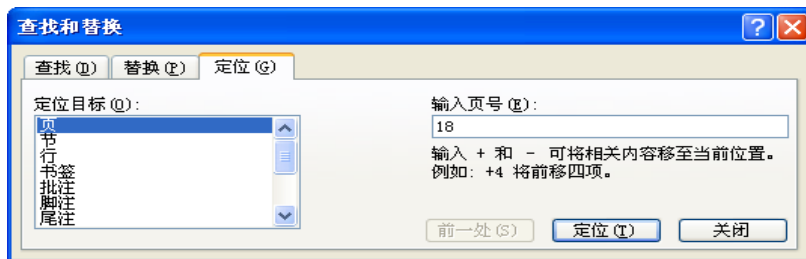 查找和替换
查找(D) 替换(P) 定位(G)
定位目标(O):
页
节
行
书签
批注
脚注
尾注
输入页号(E):
18
输入 + 和 - 可将相关内容移至当前位置。
例如: +4 将前移四项。
前一处(S) 定位(T) 关闭